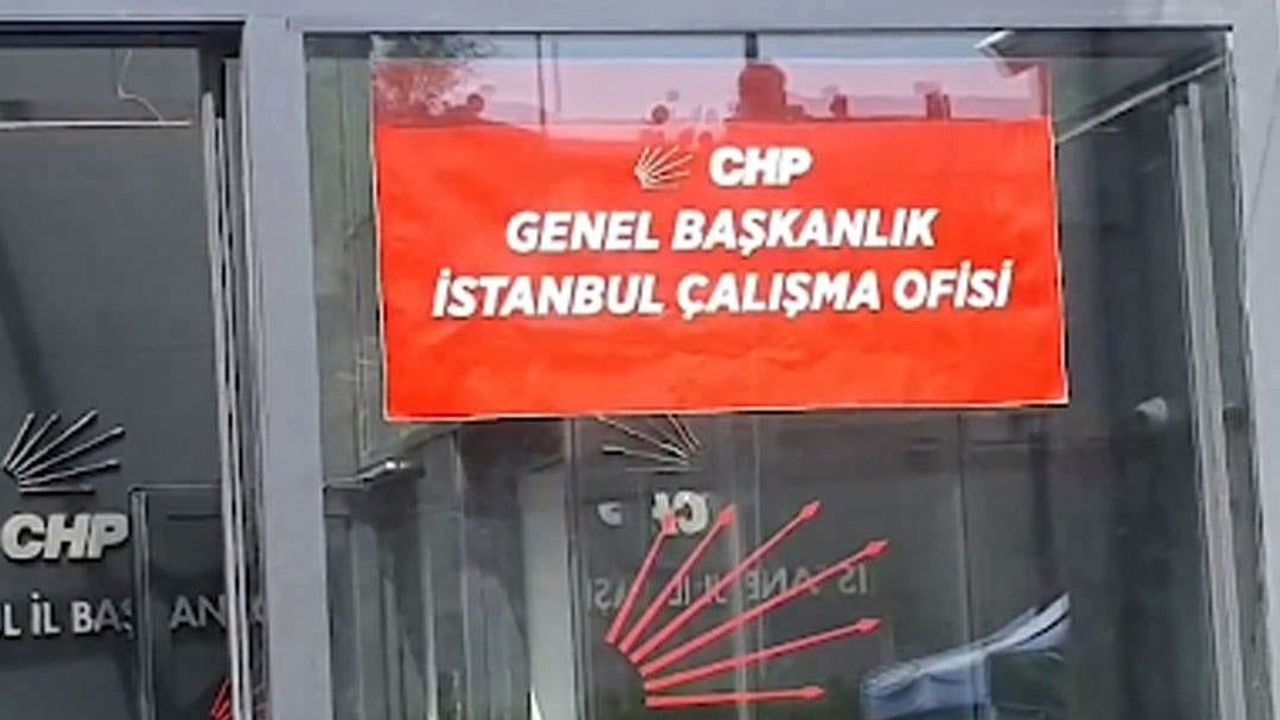 CHP
GENEL BAŞKANLIK
İSTANBUL ÇALIŞMA OFİSİ
CHP
İL